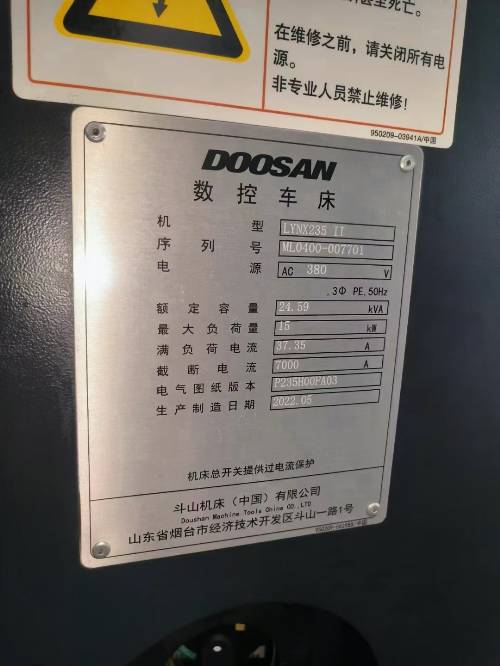 在维修之前，请关闭所有电
源。
非专业人员禁止维修！
950209-03941A/中国
DOOSAN
数控车床
机型 LYNX235 II
序列号 ML0400-007701
电源 AC 380 V
.3Φ PE,50Hz
额定容量 24.59 kVA
最大负荷量 15 kW
满负荷电流 37.35 A
截断电流 7000 A
电气图纸版本 P235H00PA03
生产制造日期 2022.05
机床总开关提供过电流保护
斗山机床（中国）有限公司
Doushan Machine Tools China CO.,LTD
山东省烟台市经济技术开发区斗山一路1号